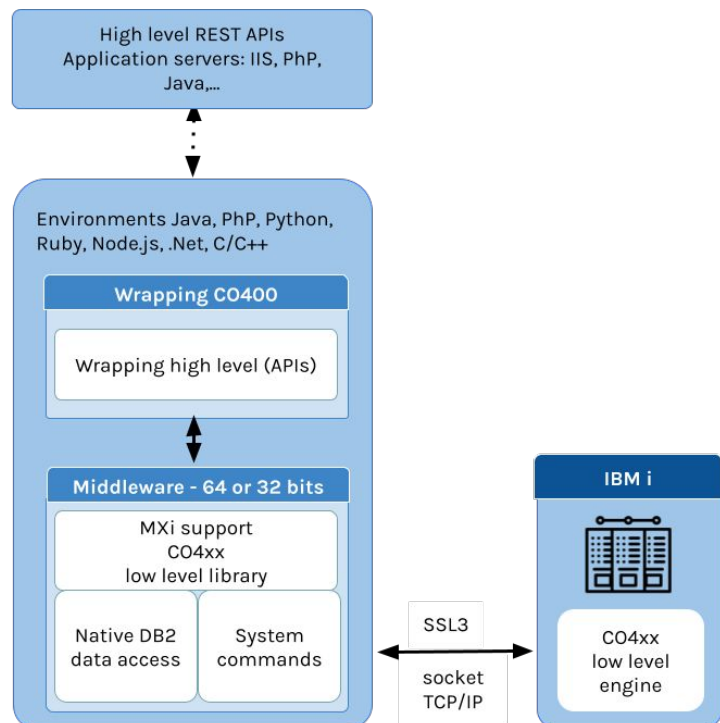 High level REST APIs
Application servers: IIS, PhP,
Java,...
Environments Java, PhP, Python,
Ruby, Node.js, .Net, C/C++
Wrapping CO400
Wrapping high level (APIs)
Middleware - 64 or 32 bits
MXi support
CO4xx
low level library
Native DB2
data access
System
commands
SSL3
socket
TCP/IP
IBM i
CO4xx
low level
engine